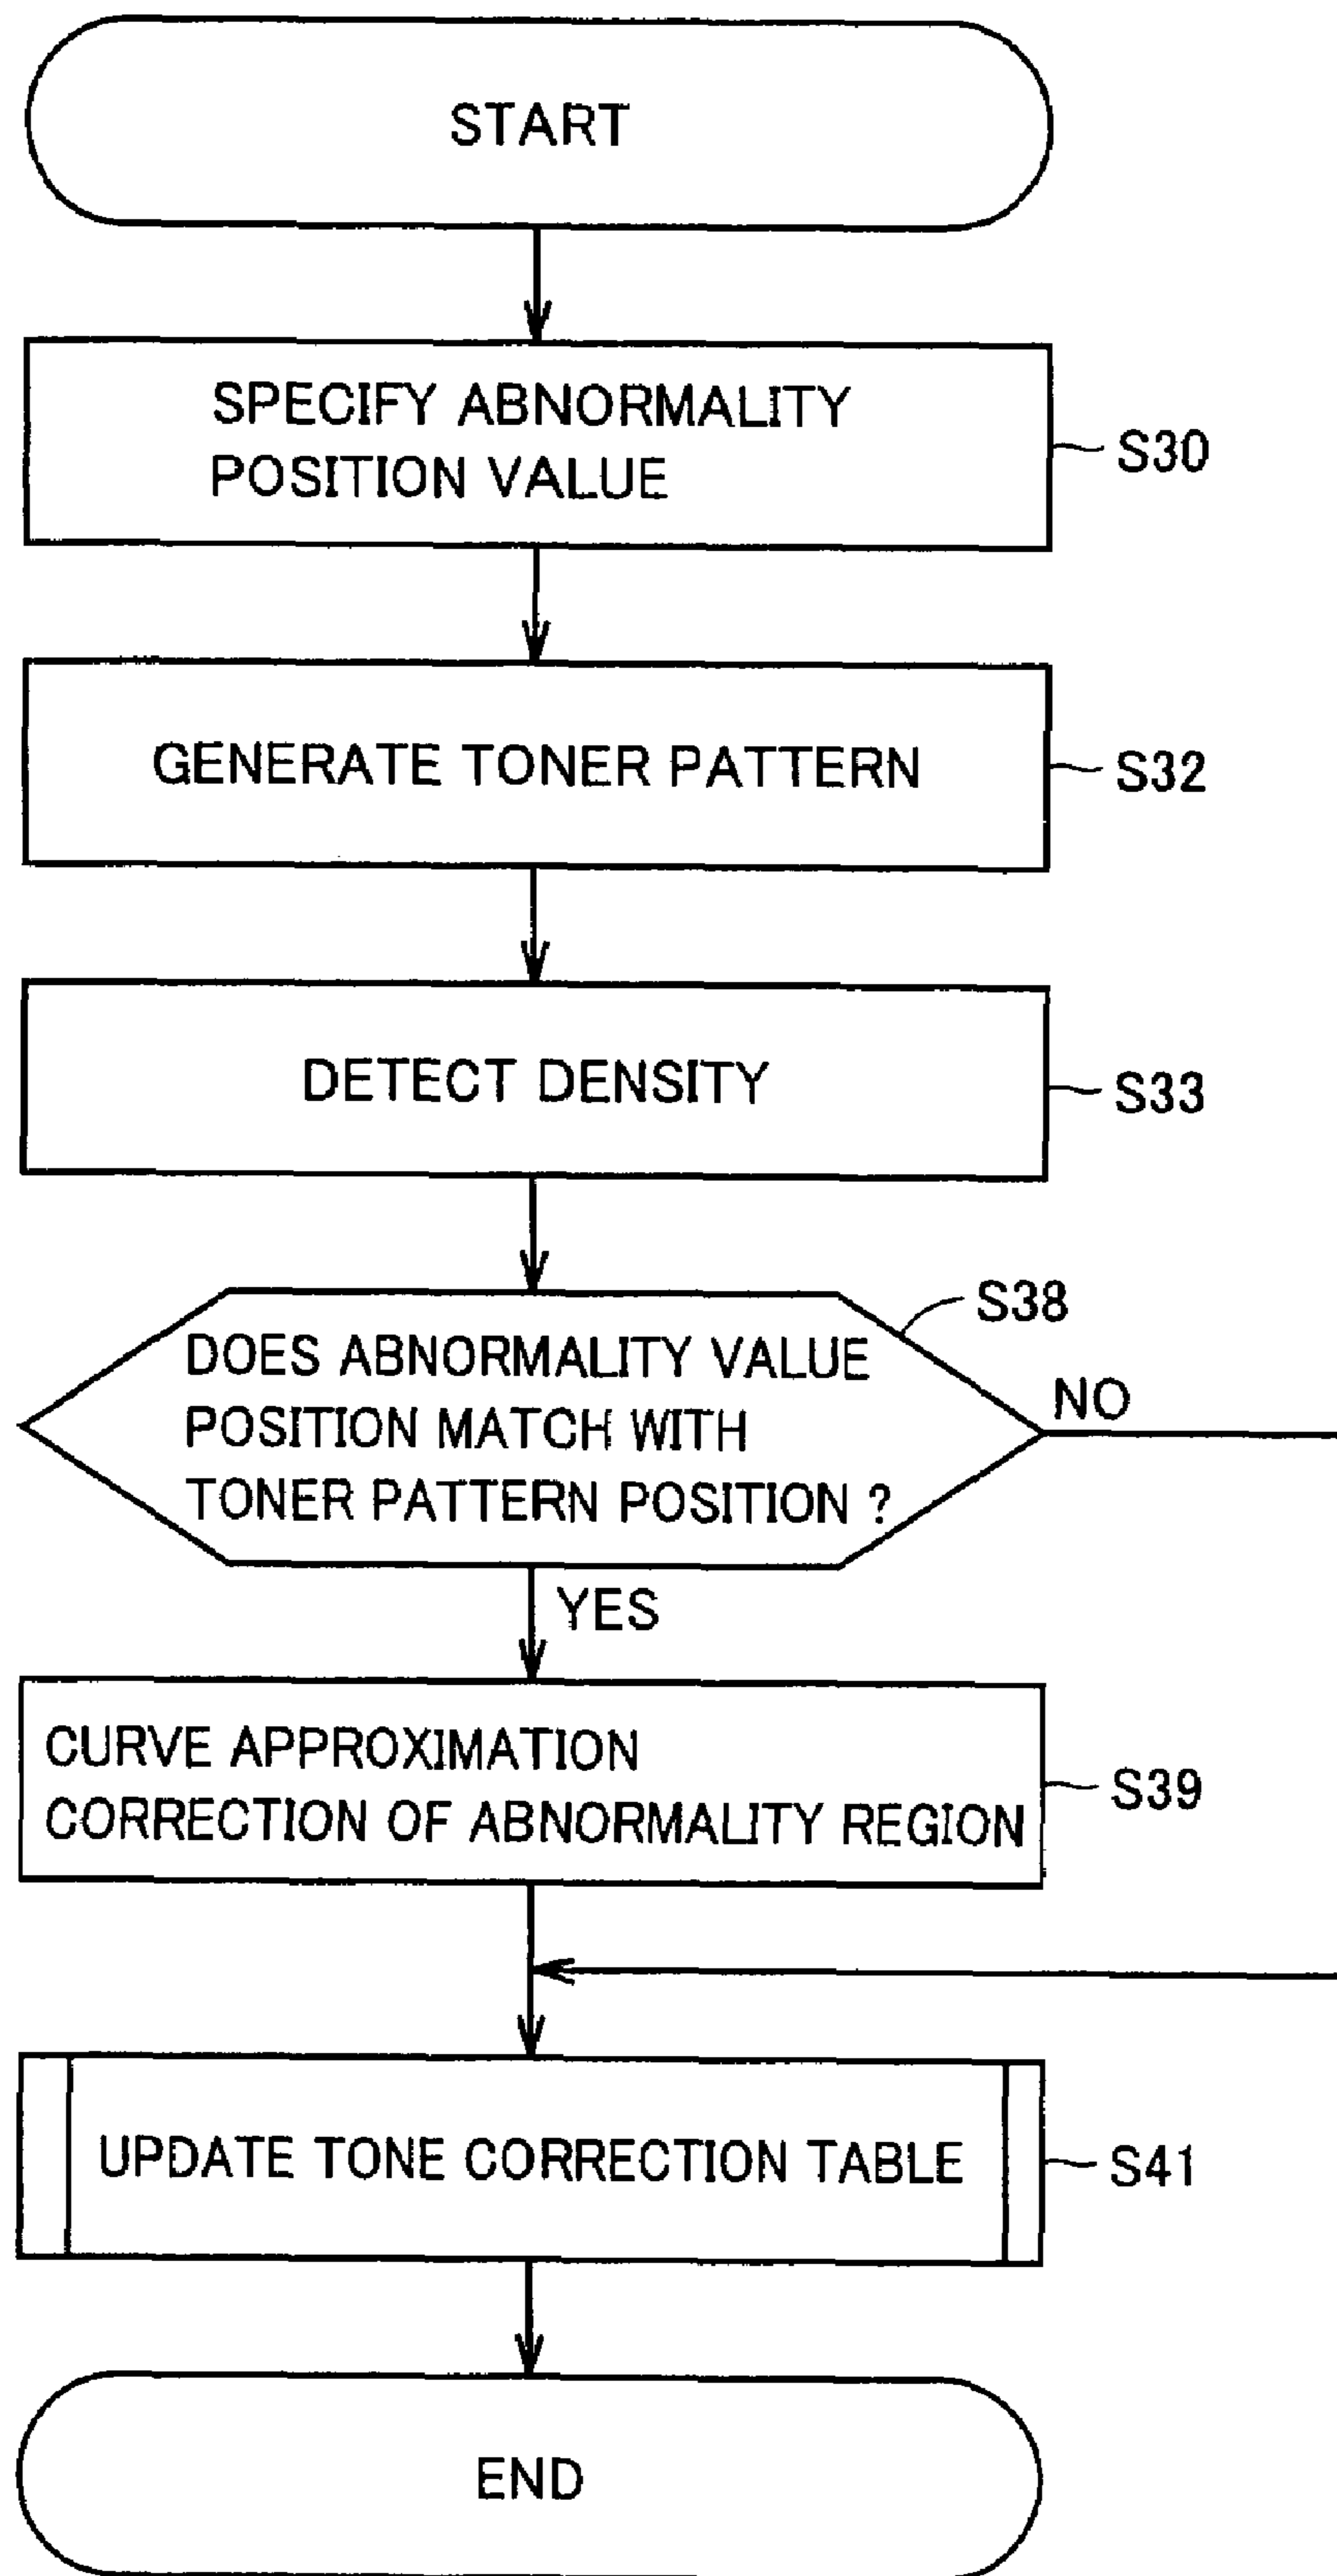 START
SPECIFY ABNORMALITY
POSITION VALUE
S30
GENERATE TONER PATTERN
S32
DETECT DENSITY
S33
S38
DOES ABNORMALITY VALUE
POSITION MATCH WITH
TONER PATTERN POSITION ?
NO
YES
CURVE APPROXIMATION
CORRECTION OF ABNORMALITY REGION
S39
UPDATE TONE CORRECTION TABLE
S41
END